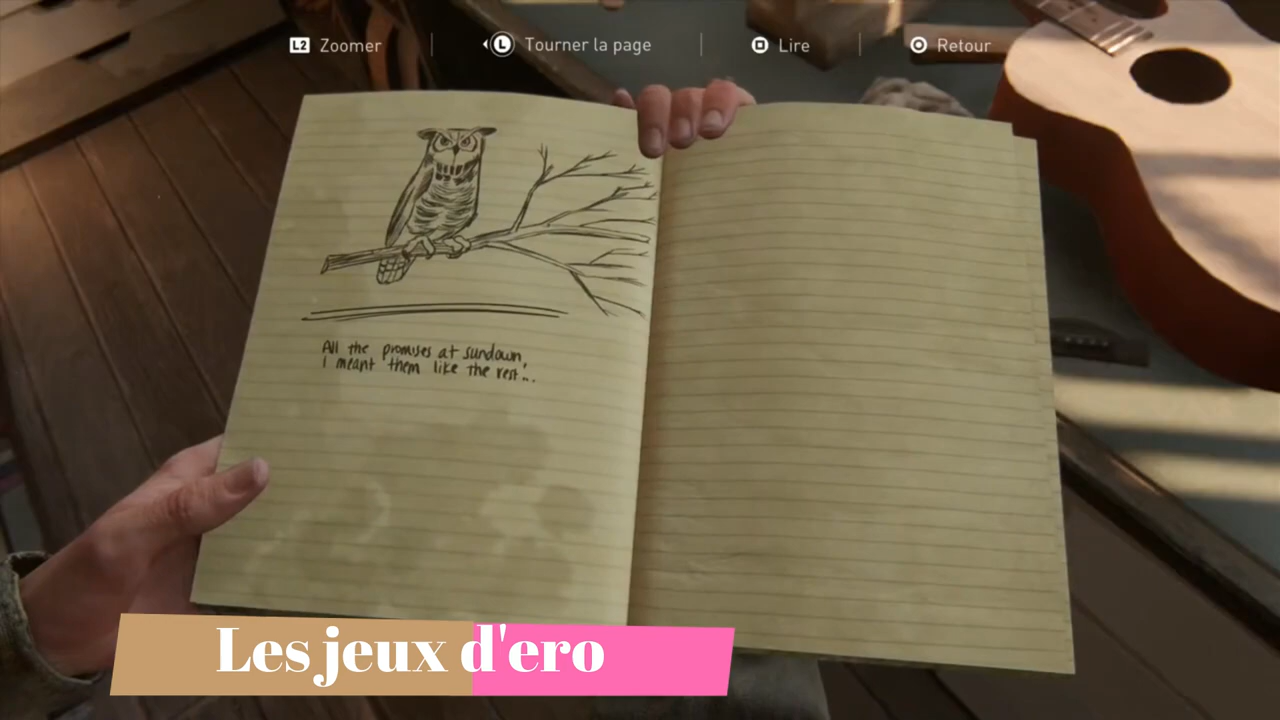 L2 Zoomer
L Tourner la page
Lire
Retour
All the promises at sundown,
I meant them like the rest...
Les jeux d'ero